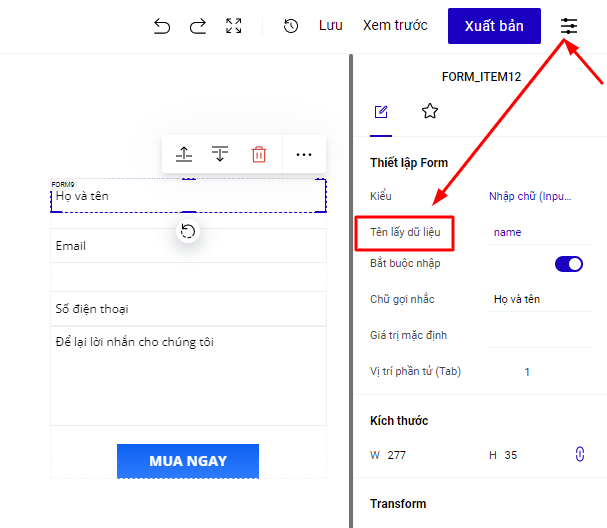 Lưu
Xem trước
Xuất bản
FORM_ITEM12
FORM9
Họ và tên
Email
Số điện thoại
Để lại lời nhắn cho chúng tôi
MUA NGAY
Thiết lập Form
Kiểu
Nhập chữ (Inpu...
Tên lấy dữ liệu
name
Bắt buộc nhập
Chữ gợi nhắc
Họ và tên
Giá trị mặc định
Vị trí phần tử (Tab)
1
Kích thước
W 277
H 35
Transform